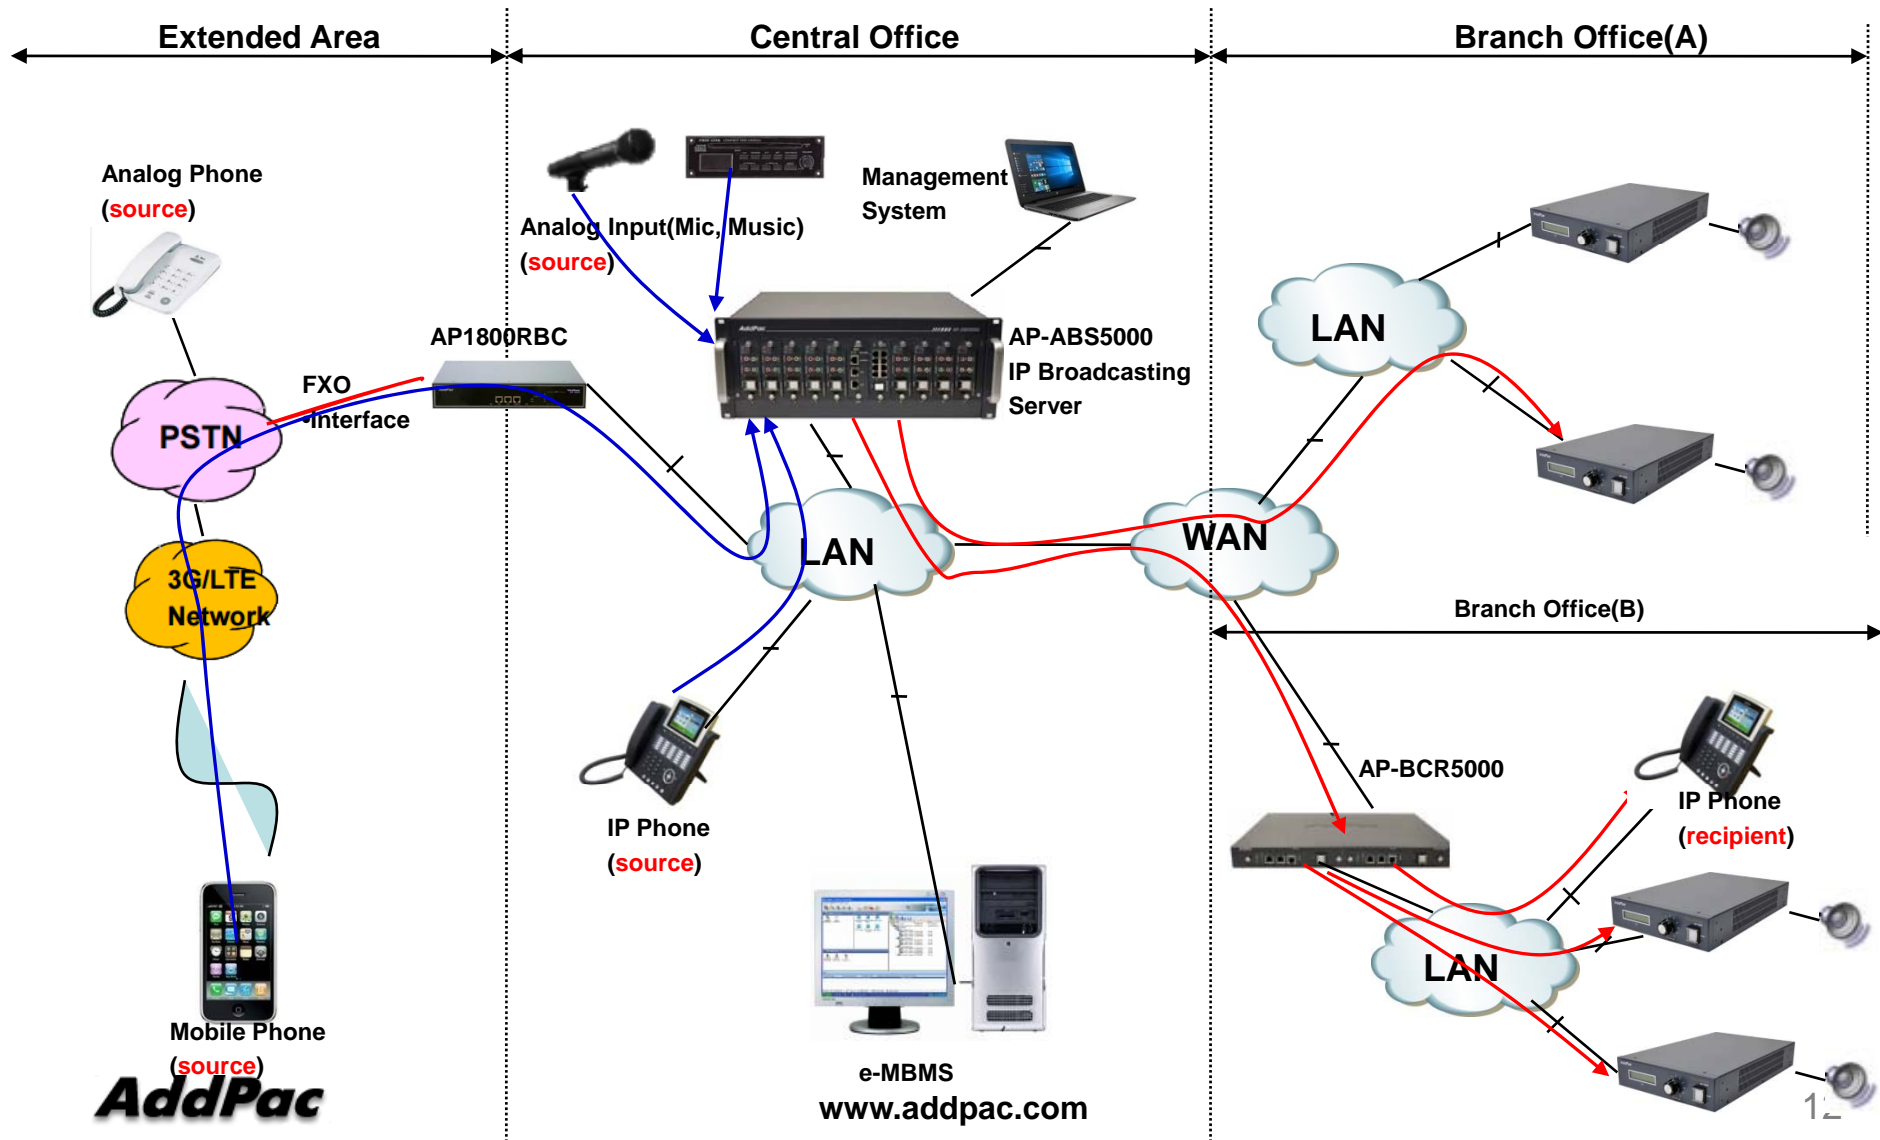 Extended Area
Central Office
Branch Office(A)
Analog Phone
(source)
Analog Input(Mic, Music)
(source)
Management
System
AP1800RBC
FXO
•Interface
PSTN
3G/LTE
Network
AddPac
AP-ABS5000
IP Broadcasting
Server
LAN
LAN
WAN
Branch Office(B)
AP-BCR5000
IP Phone
(source)
IP Phone
(recipient)
LAN
Mobile Phone
(source)
AddPac
e-MBMS
www.addpac.com
12